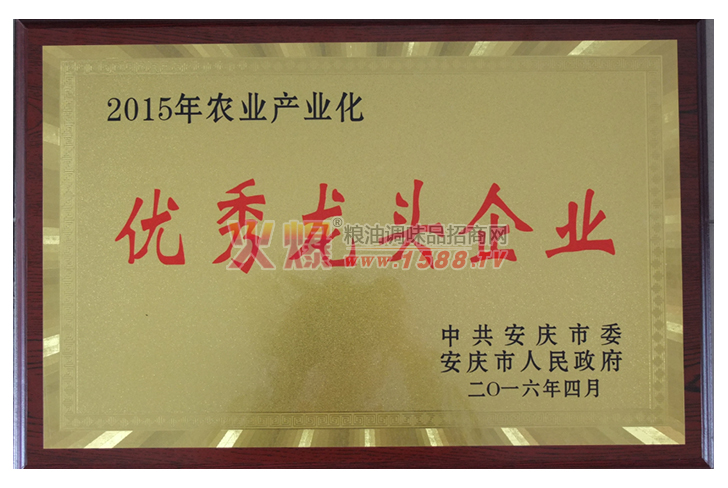 2015年农业产业化
优秀龙头企业
火爆®粮油调味品招商网
www.1588.TV
中共安庆市委
安庆市人民政府
二〇一六年四月